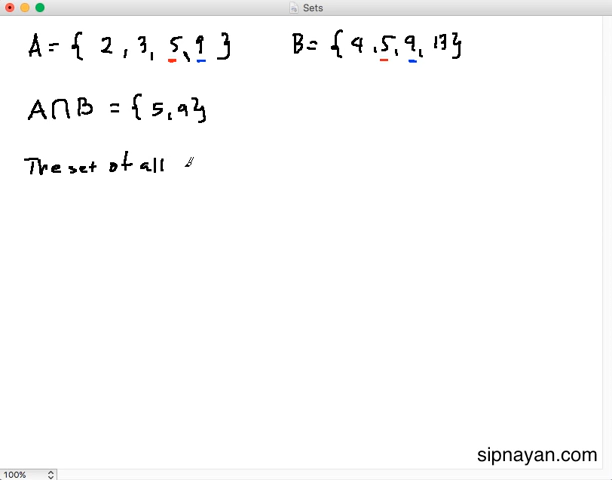 Sets
A = { 2 , 3 , 5 , 9 }
B = { 4 , 5 , 9 , 13 }
A ∩ B = { 5 , 9 }
The set of all
100%
sipnayan.com